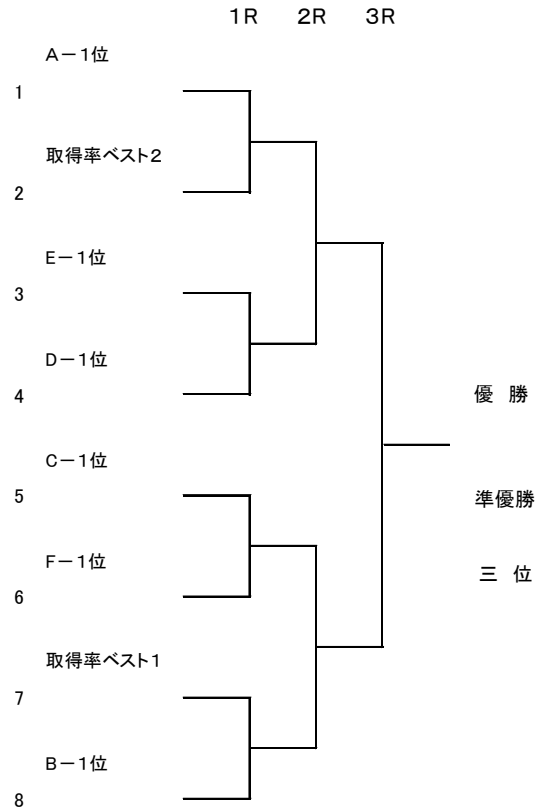 １R ２R ３R
A－１位
1
取得率ベスト２
2
E－１位
3
D－１位
4
優 勝
C－１位
5
準優勝
F－１位
6
三 位
取得率ベスト１
7
B－１位
8